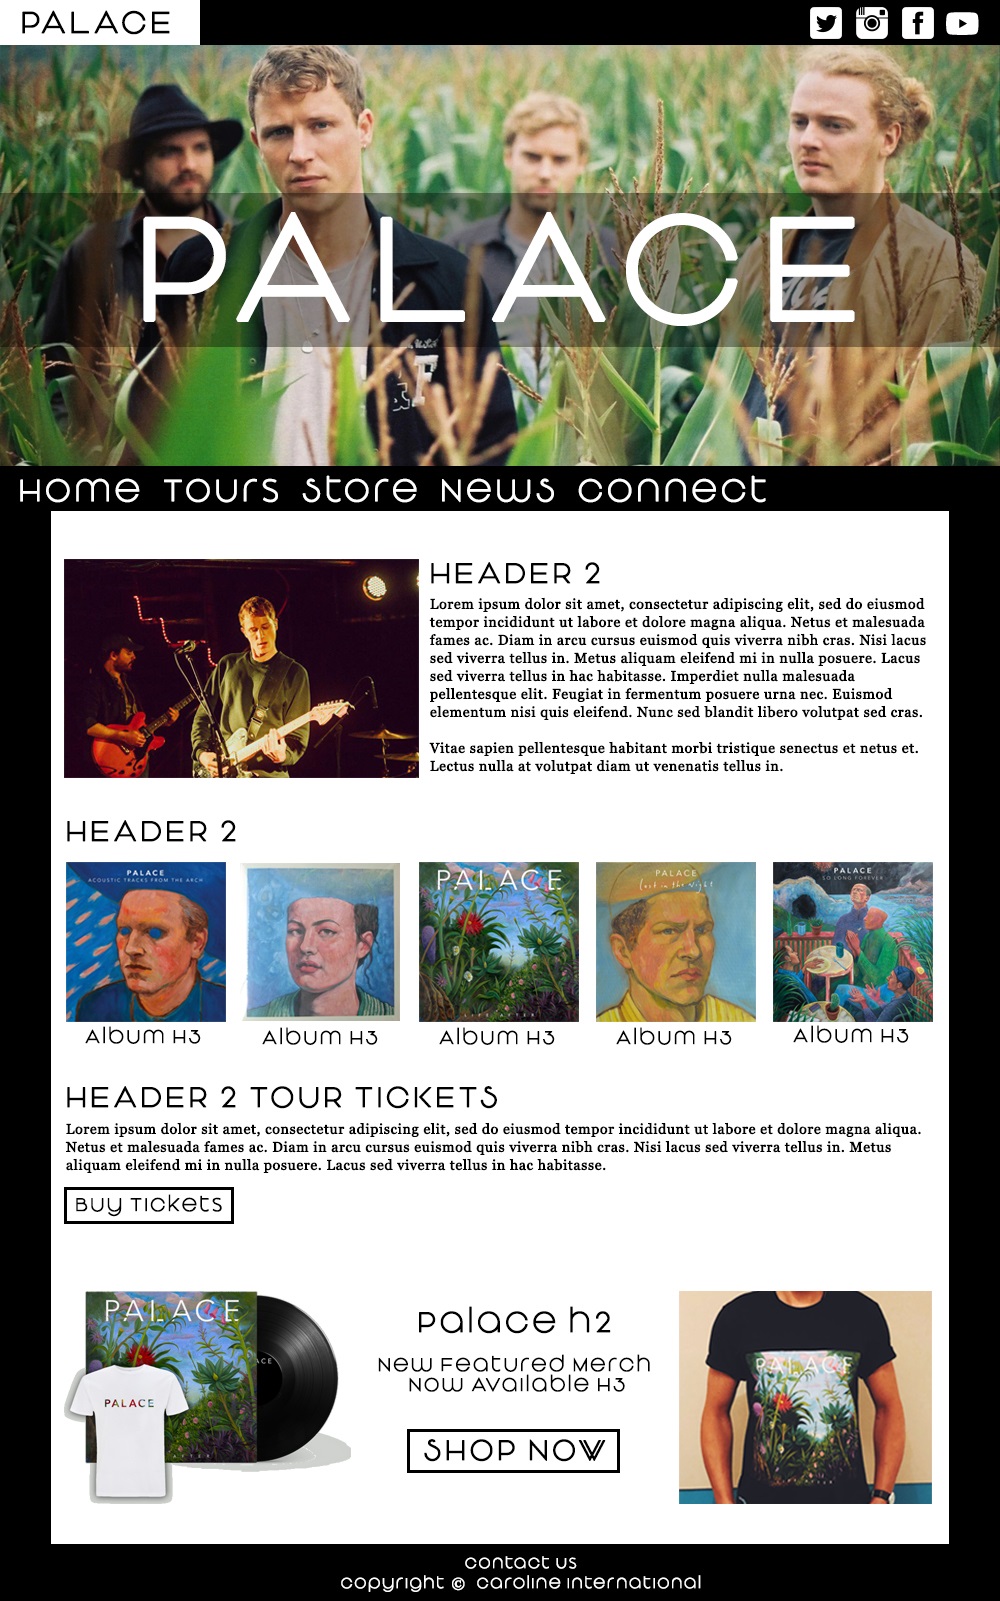 PALACE
PALACE
Home Tours Store News Connect
HEADER 2
Lorem ipsum dolor sit amet, consectetur adipiscing elit, sed do eiusmod
tempor incididunt ut labore et dolore magna aliqua. Netus et malesuada
fames ac. Diam in arcu cursus euismod quis viverra nibh cras. Nisi lacus
sed viverra tellus in. Metus aliquam eleifend mi in nulla posuere. Lacus
sed viverra tellus in hac habitasse. Imperdiet nulla malesuada
pellentesque elit. Feugiat in fermentum posuere urna nec. Euismod
elementum nisi quis eleifend. Nunc sed blandit libero volutpat sed cras.
Vitae sapien pellentesque habitant morbi tristique senectus et netus et.
Lectus nulla at volutpat diam ut venenatis tellus in.
HEADER 2
PALACE
ACOUSTIC TRACKS FROM THE ARCH
PALACE
LIFE AFTER
PALACE
Lost in the Night
PALACE
SO LONG FOREVER
Album H3
Album H3
Album H3
Album H3
Album H3
HEADER 2 TOUR TICKETS
Lorem ipsum dolor sit amet, consectetur adipiscing elit, sed do eiusmod tempor incididunt ut labore et dolore magna aliqua.
Netus et malesuada fames ac. Diam in arcu cursus euismod quis viverra nibh cras. Nisi lacus sed viverra tellus in. Metus
aliquam eleifend mi in nulla posuere. Lacus sed viverra tellus in hac habitasse.
Buy Tickets
PALACE
ACE
PALACE
Palace h2
New Featured Merch
Now Available H3
SHOP NOW
PALACE
contact us
copyright © caroline international